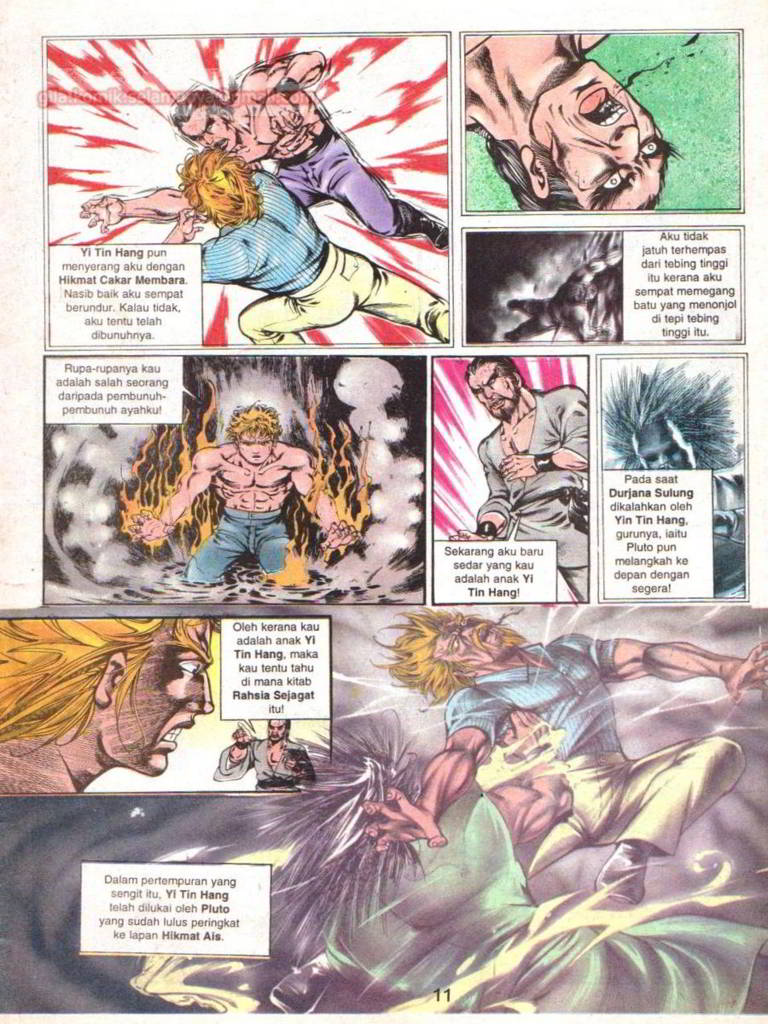 Yi Tin Hang pun
menyerang aku dengan
Hikmat Cakar Membara.
Nasib baik aku sempat
berundur. Kalau tidak,
aku tentu telah
dibunuhnya.
Aku tidak
jatuh terhempas
dari tebing tinggi
itu kerana aku
sempat memegang
batu yang menonjol
di tepi tebing
tinggi itu.
Rupa-rupanya kau
adalah salah seorang
daripada pembunuh-
pembunuh ayahku!
Sekarang aku baru
sedar yang kau
adalah anak Yi
Tin Hang!
Pada saat
Durjana Sulung
dikalahkan oleh
Yin Tin Hang,
gurunya, iaitu
Pluto pun
melangkah ke
depan dengan
segera!
Oleh kerana kau
adalah anak Yi
Tin Hang, maka
kau tentu tahu
di mana kitab
Rahsia Sejagat
itu!
Dalam pertempuran yang
sengit itu, Yi Tin Hang
telah dilukai oleh Pluto
yang sudah lulus peringkat
ke lapan Hikmat Ais.
11